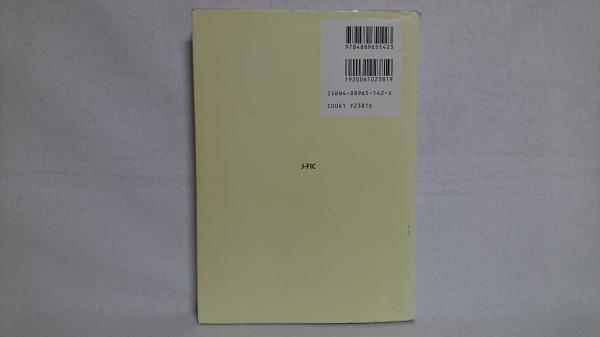 9784889651423
1920061023819
ISBN4-88965-142-X
C0061 ¥2381E
J-FIC